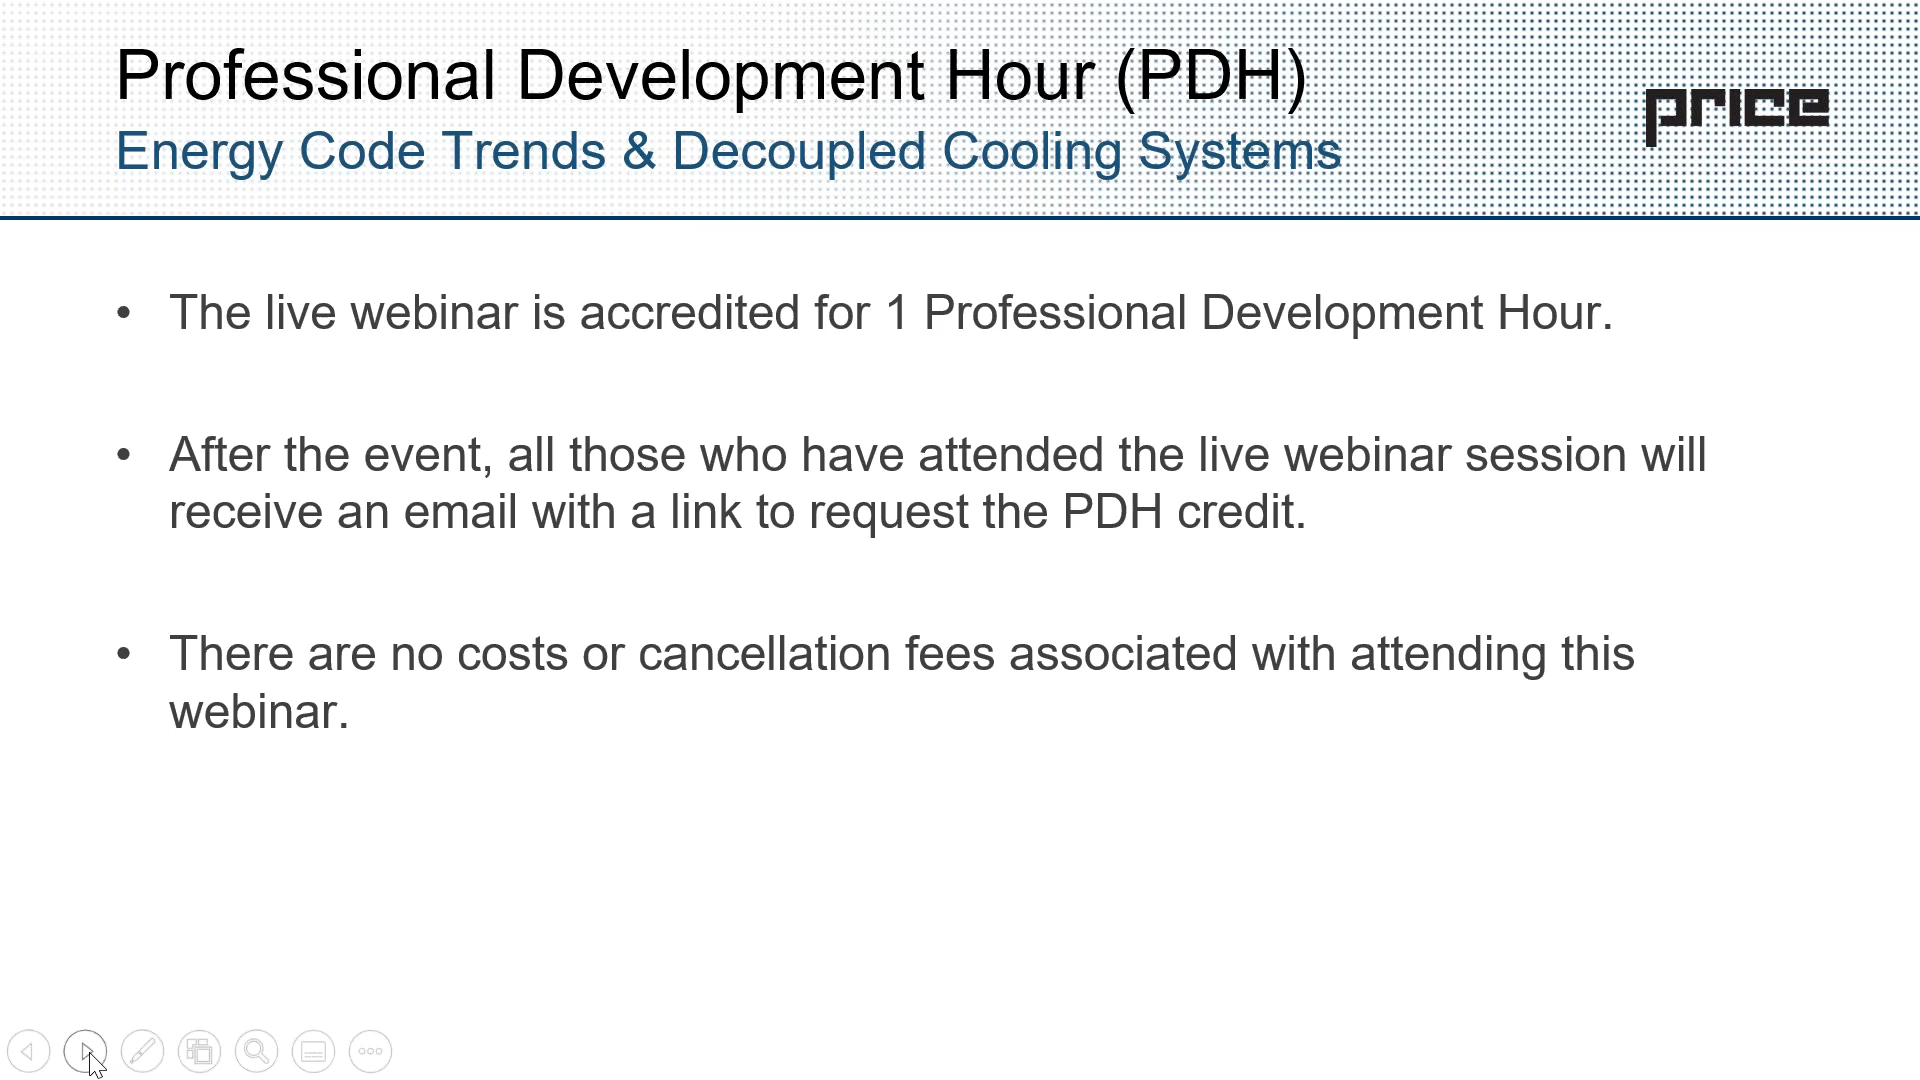 Professional Development Hour (PDH)
Energy Code Trends & Decoupled Cooling Systems
price
• The live webinar is accredited for 1 Professional Development Hour.
• After the event, all those who have attended the live webinar session will
receive an email with a link to request the PDH credit.
• There are no costs or cancellation fees associated with attending this
webinar.